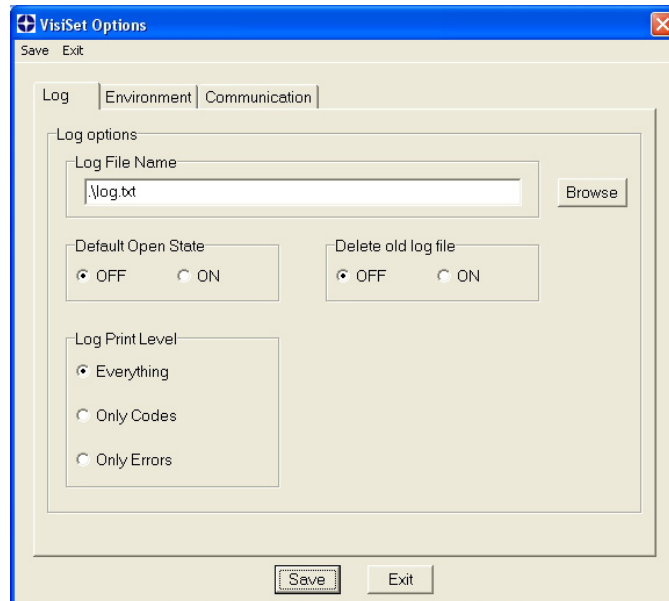 VisiSet Options
Save Exit
Log Environment Communication
Log options
Log File Name
.\log.txt
Browse
Default Open State
Delete old log file
OFF ON
OFF ON
Log Print Level
Everything
Only Codes
Only Errors
Save Exit